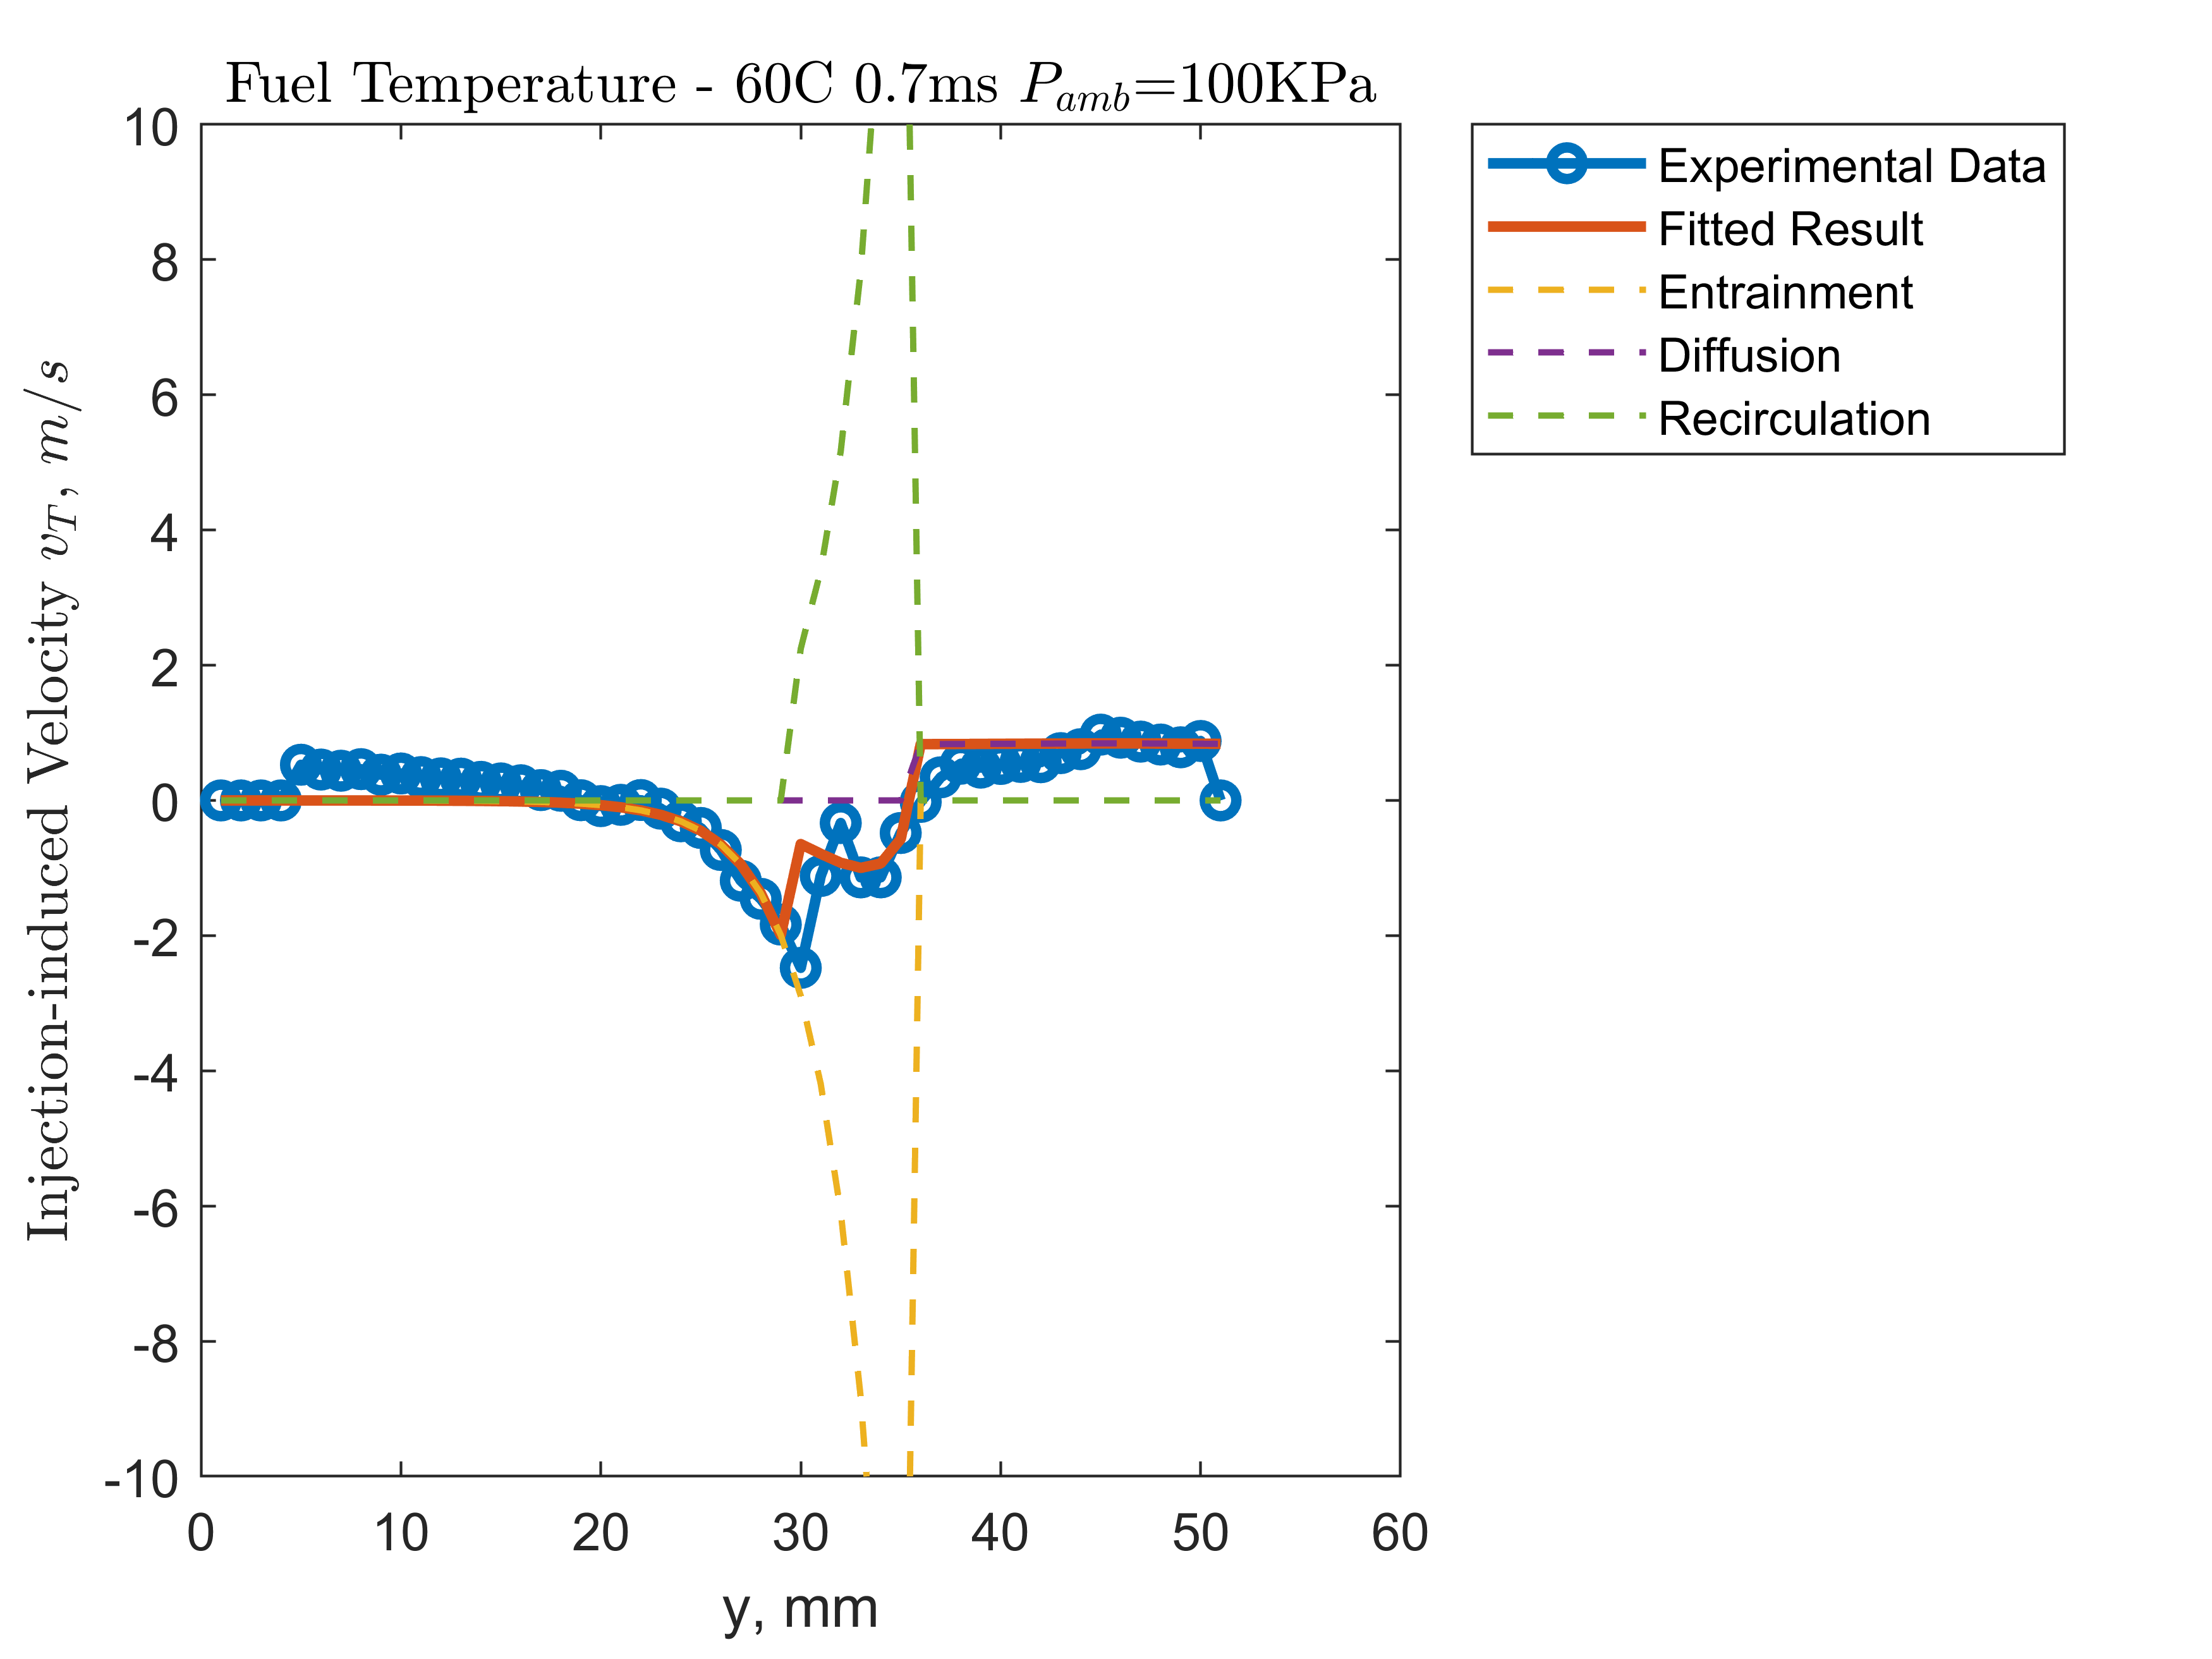 Fuel Temperature - 60C 0.7ms P_amb=100KPa
10
8
6
4
2
0
-2
-4
-6
-8
-10
Injection-induced Velocity v_T, m/s
0 10 20 30 40 50 60
y, mm
Experimental Data
Fitted Result
Entrainment
Diffusion
Recirculation